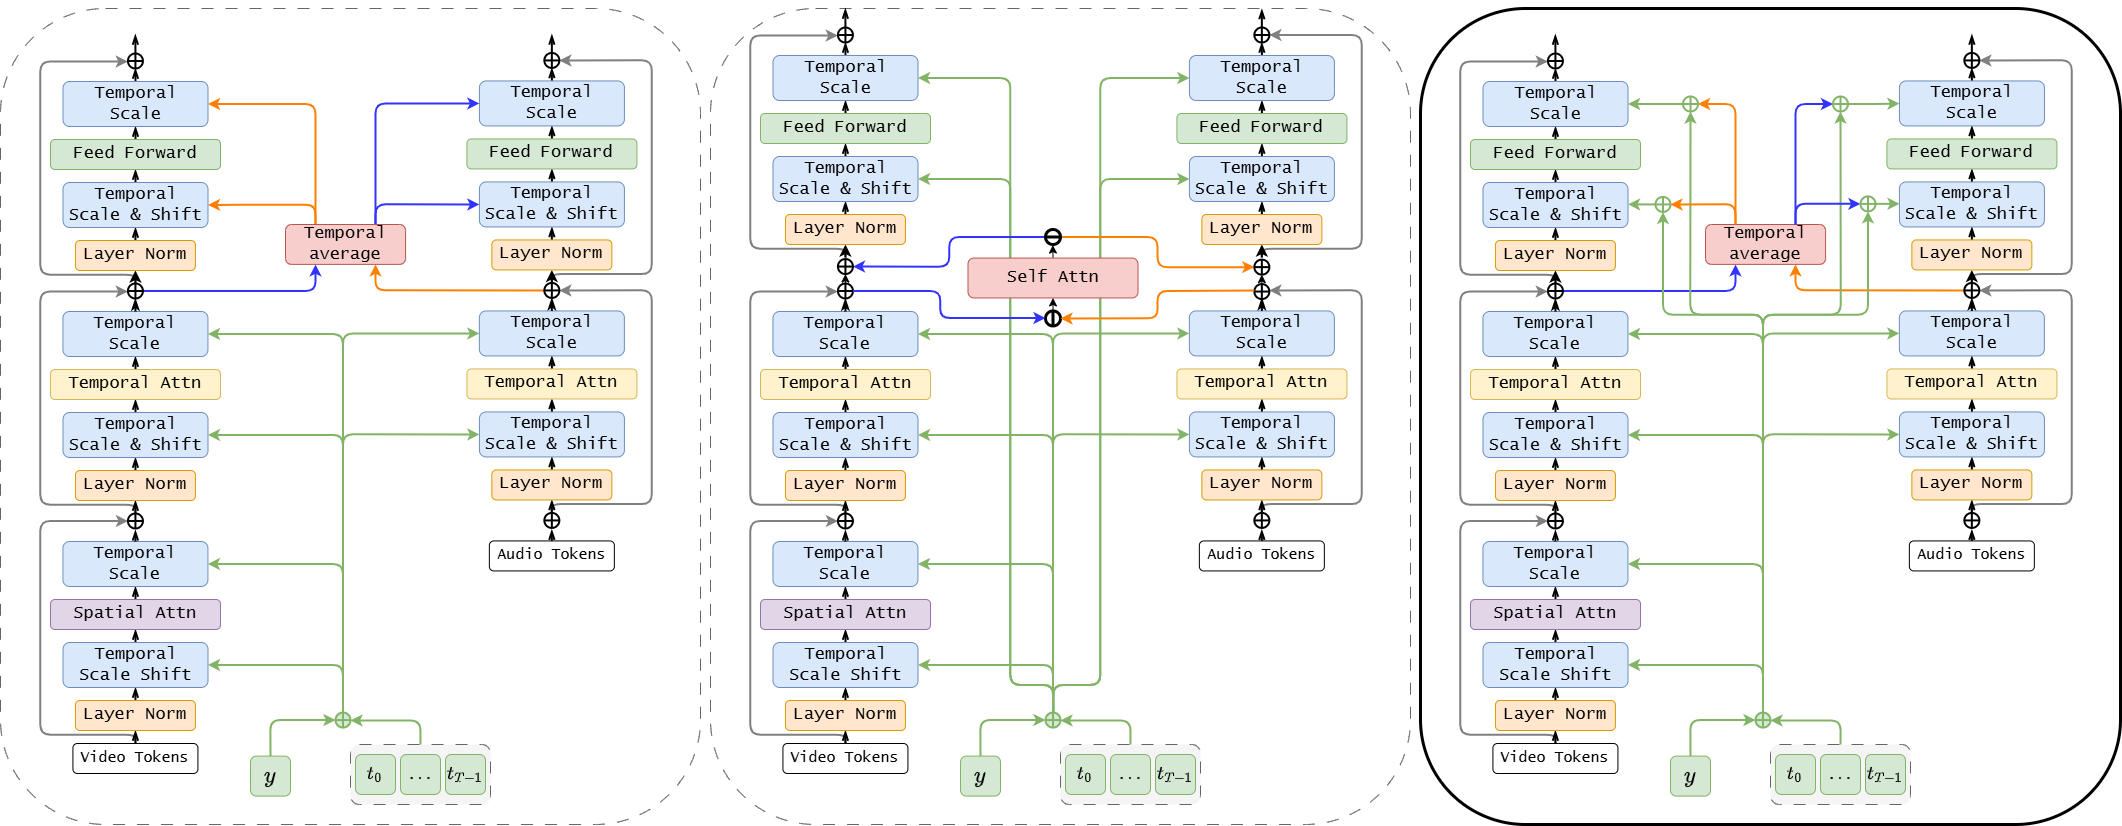 Temporal
Scale
Feed Forward
Temporal
Scale & Shift
Layer Norm
Temporal
Scale
Temporal Attn
Temporal
Scale & Shift
Layer Norm
Temporal
Scale
Spatial Attn
Temporal
Scale Shift
Layer Norm
Video Tokens
Temporal
average
Temporal
Scale
Feed Forward
Temporal
Scale & Shift
Layer Norm
Temporal
Scale
Temporal Attn
Temporal
Scale & Shift
Layer Norm
Audio Tokens
y
t0 ... tT−1
Temporal
Scale
Feed Forward
Temporal
Scale & Shift
Layer Norm
Temporal
Scale
Temporal Attn
Temporal
Scale & Shift
Layer Norm
Temporal
Scale
Spatial Attn
Temporal
Scale Shift
Layer Norm
Video Tokens
Self Attn
Temporal
Scale
Feed Forward
Temporal
Scale & Shift
Layer Norm
Temporal
Scale
Temporal Attn
Temporal
Scale & Shift
Layer Norm
Audio Tokens
y
t0 ... tT−1
Temporal
Scale
Feed Forward
Temporal
Scale & Shift
Layer Norm
Temporal
Scale
Temporal Attn
Temporal
Scale & Shift
Layer Norm
Temporal
Scale
Spatial Attn
Temporal
Scale Shift
Layer Norm
Video Tokens
Temporal
average
Temporal
Scale
Feed Forward
Temporal
Scale & Shift
Layer Norm
Temporal
Scale
Temporal Attn
Temporal
Scale & Shift
Layer Norm
Audio Tokens
y
t0 ... tT−1